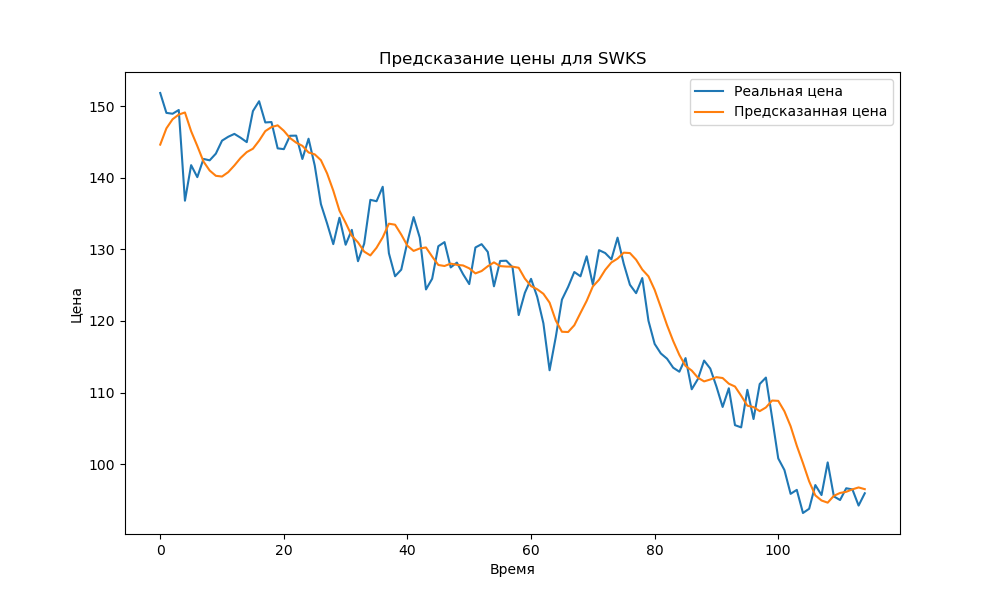 Предсказание цены для SWKS
Реальная цена
Предсказанная цена
Цена
150
140
130
120
110
100
0 20 40 60 80 100
Время